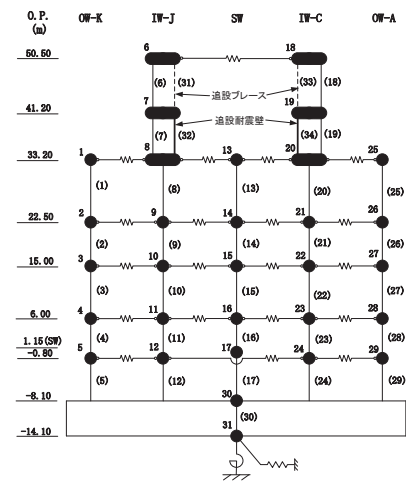 O.P. OW-K IW-J SW IW-C OW-A
(m)
6 18
50.50
(6) (31) (33) (18)
追設ブレース
41.20 7 19
追設耐震壁
(7) (32) (34) (19)
33.20 1 8 13 20 25
(1) (8) (13) (20) (25)
22.50 2 9 14 21 26
(2) (9) (14) (21) (26)
15.00 3 10 15 22 27
(3) (10) (15) (22) (27)
6.00 4 11 16 23 28
1.15(SW) (4) (11) (16) (23) (28)
-0.80 5 12 17 24 29
(5) (12) (17) (24) (29)
-8.10 30
(30)
-14.10 31